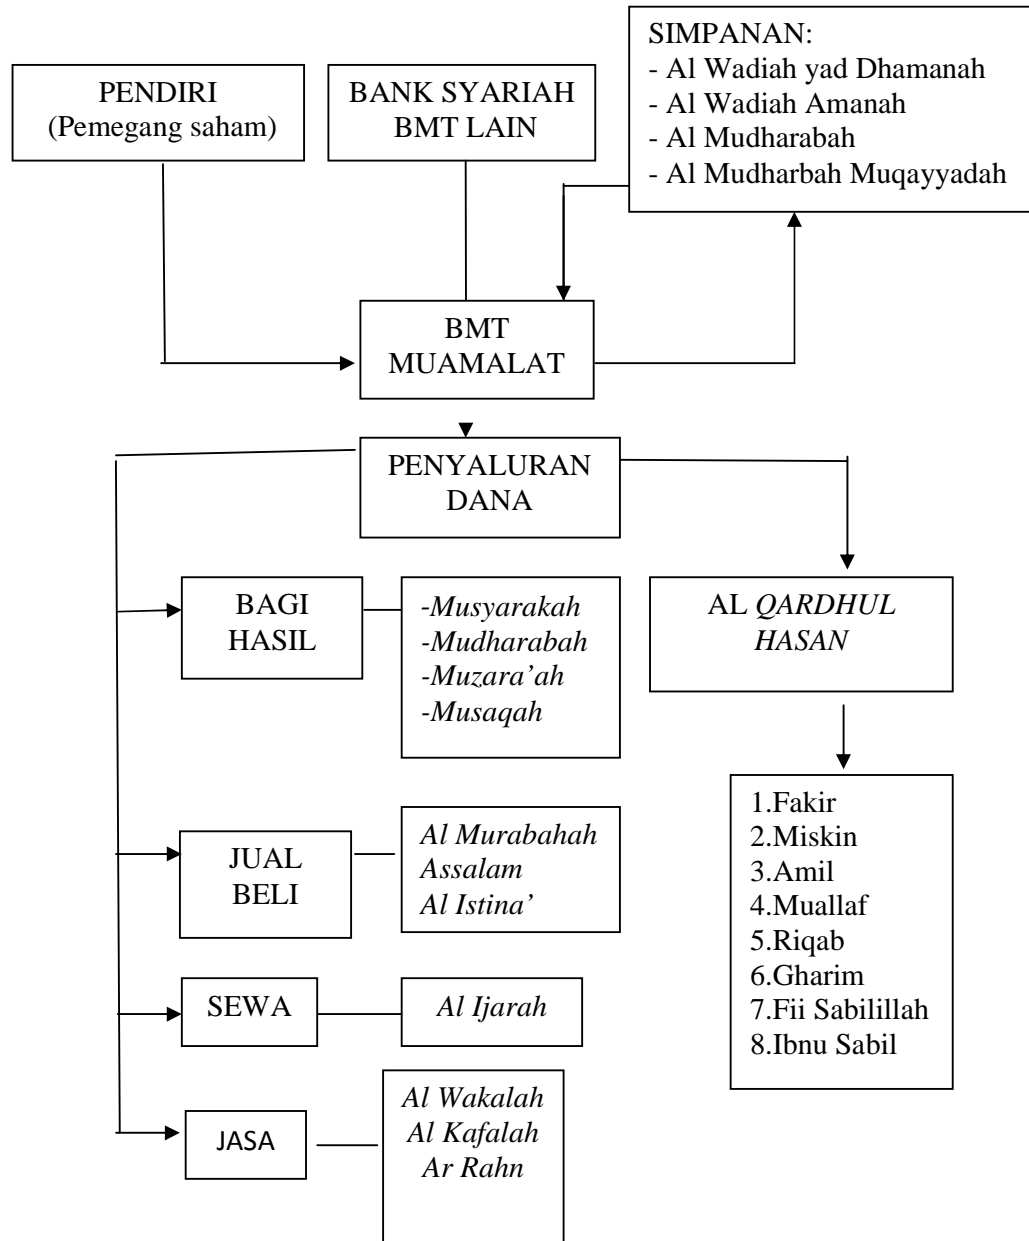 PENDIRI
(Pemegang saham)
BANK SYARIAH
BMT LAIN
SIMPANAN:
- Al Wadiah yad Dhamanah
- Al Wadiah Amanah
- Al Mudharabah
- Al Mudharbah Muqayyadah
BMT
MUAMALAT
PENYALURAN
DANA
BAGI
HASIL
-Musyarakah
-Mudharabah
-Muzara’ah
-Musaqah
AL QARDHUL
HASAN
JUAL
BELI
Al Murabahah
Assalam
Al Istina’
1.Fakir
2.Miskin
3.Amil
4.Muallaf
5.Riqab
6.Gharim
7.Fii Sabilillah
8.Ibnu Sabil
SEWA
Al Ijarah
JASA
Al Wakalah
Al Kafalah
Ar Rahn